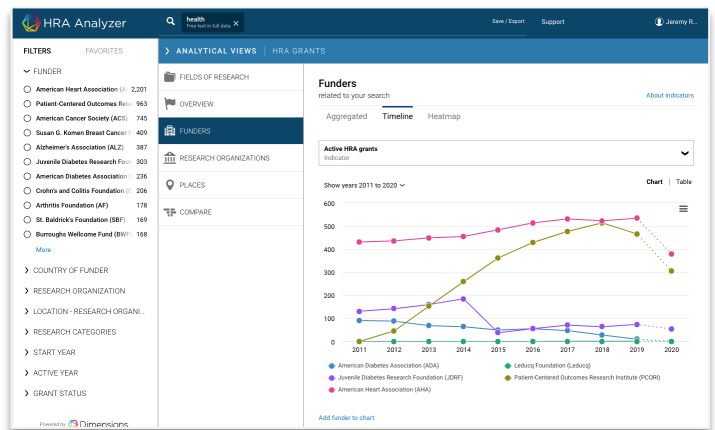 HRA Analyzer
health
Free text in full data
Save / Export
Support
Jeremy R...
FILTERS
FAVORITES
ANALYTICAL VIEWS | HRA GRANTS
FUNDER
American Heart Association (A 2,201
Patient-Centered Outcomes Rese 963
American Cancer Society (ACS) 745
Susan G. Komen Breast Cancer F 409
Alzheimer's Association (ALZ) 387
Juvenile Diabetes Research Foun 303
American Diabetes Association ( 236
Crohn's and Colitis Foundation (C 206
Arthritis Foundation (AF) 178
St. Baldrick's Foundation (SBF) 169
Burroughs Wellcome Fund (BWF) 168
More
COUNTRY OF FUNDER
RESEARCH ORGANIZATION
LOCATION - RESEARCH ORGANI...
RESEARCH CATEGORIES
START YEAR
ACTIVE YEAR
GRANT STATUS
Powered by Dimensions
FIELDS OF RESEARCH
OVERVIEW
FUNDERS
RESEARCH ORGANIZATIONS
PLACES
COMPARE
Funders
related to your search
About indicators
Aggregated
Timeline
Heatmap
Active HRA grants
Indicator
Show years 2011 to 2020
Chart | Table
600
500
400
300
200
100
0
2011 2012 2013 2014 2015 2016 2017 2018 2019 2020
American Diabetes Association (ADA)
Leducq Foundation (Leducq)
Juvenile Diabetes Research Foundation (JDRF)
Patient-Centered Outcomes Research Institute (PCORI)
American Heart Association (AHA)
Add funder to chart